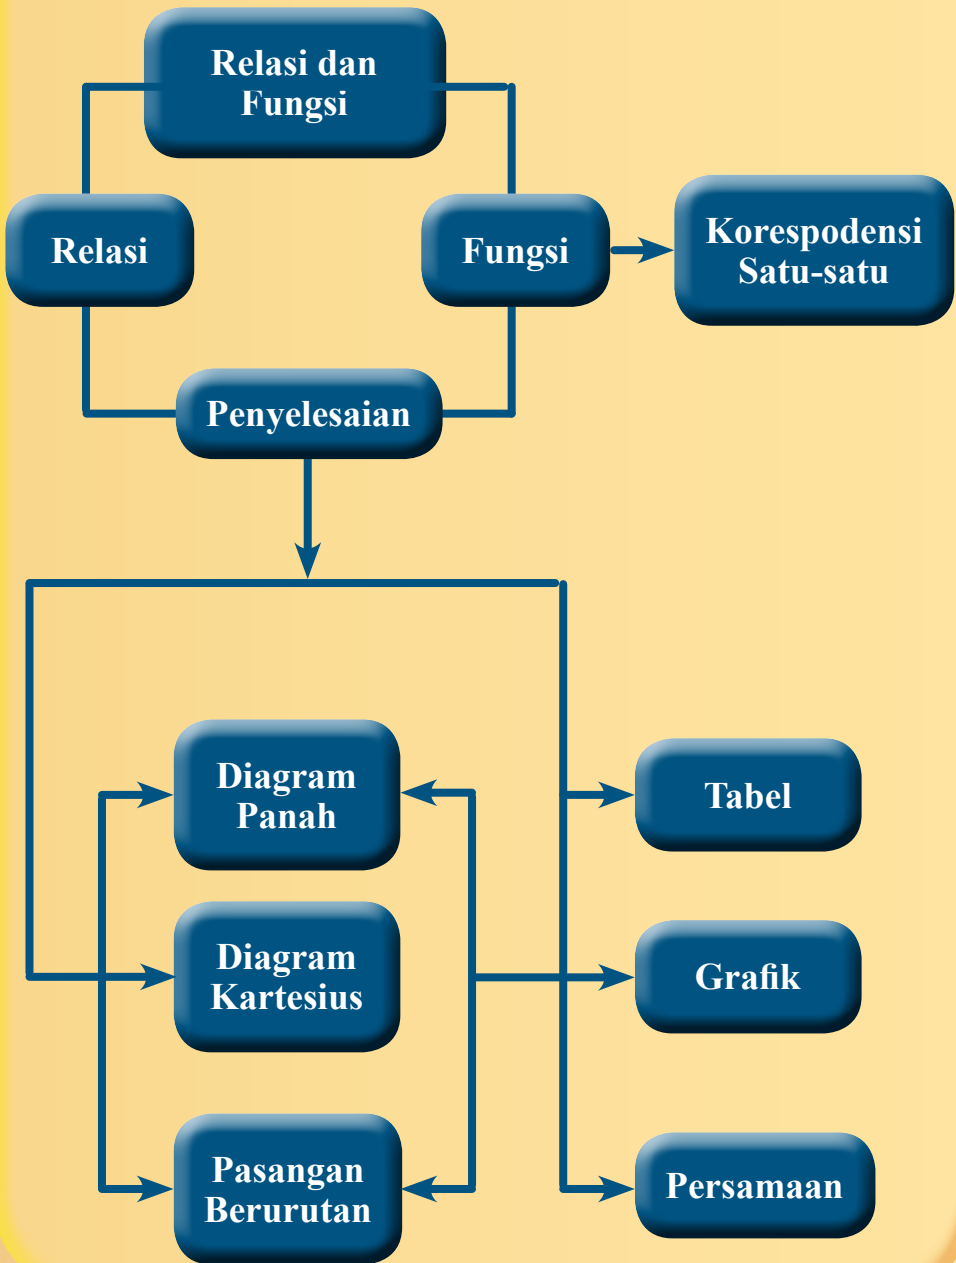 Relasi dan
Fungsi
Relasi
Fungsi
Korespodensi
Satu-satu
Penyelesaian
Diagram
Panah
Tabel
Diagram
Kartesius
Grafik
Pasangan
Berurutan
Persamaan